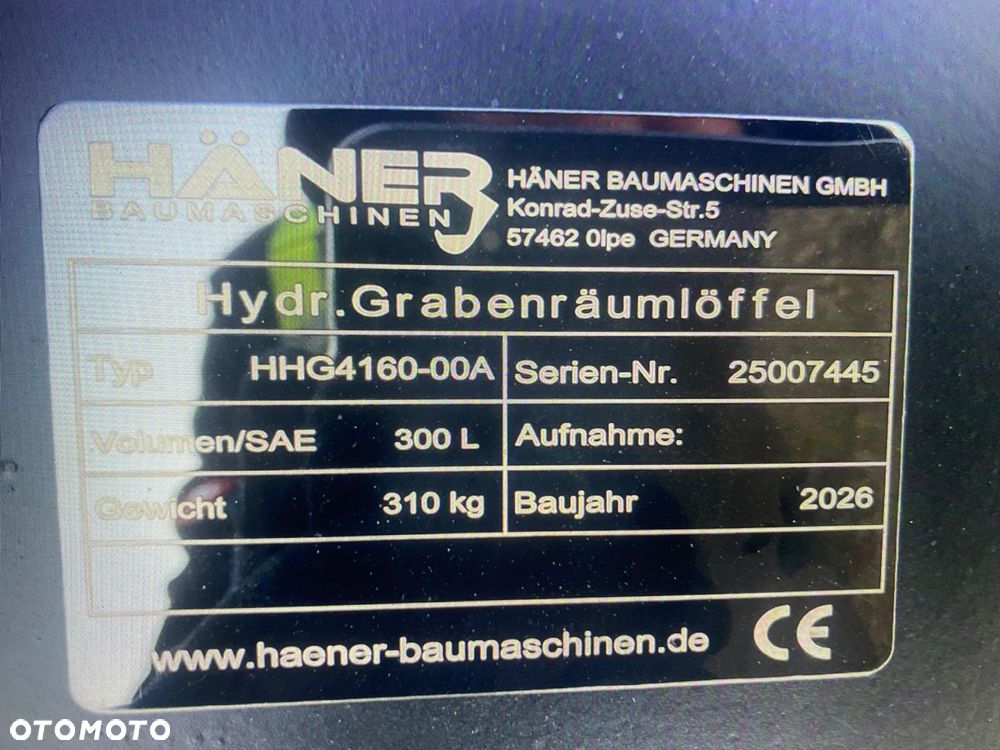 HÄNER
BAUMASCHINEN
HÄNER BAUMASCHINEN GMBH
Konrad-Zuse-Str.5
57462 Olpe GERMANY
Hydr.Grabenräumlöffel
Typ HHG4160-00A Serien-Nr. 25007445
Volumen/SAE 300 L Aufnahme:
Gewicht 310 kg Baujahr 2026
www.haener-baumaschinen.de CE
OTOMOTO